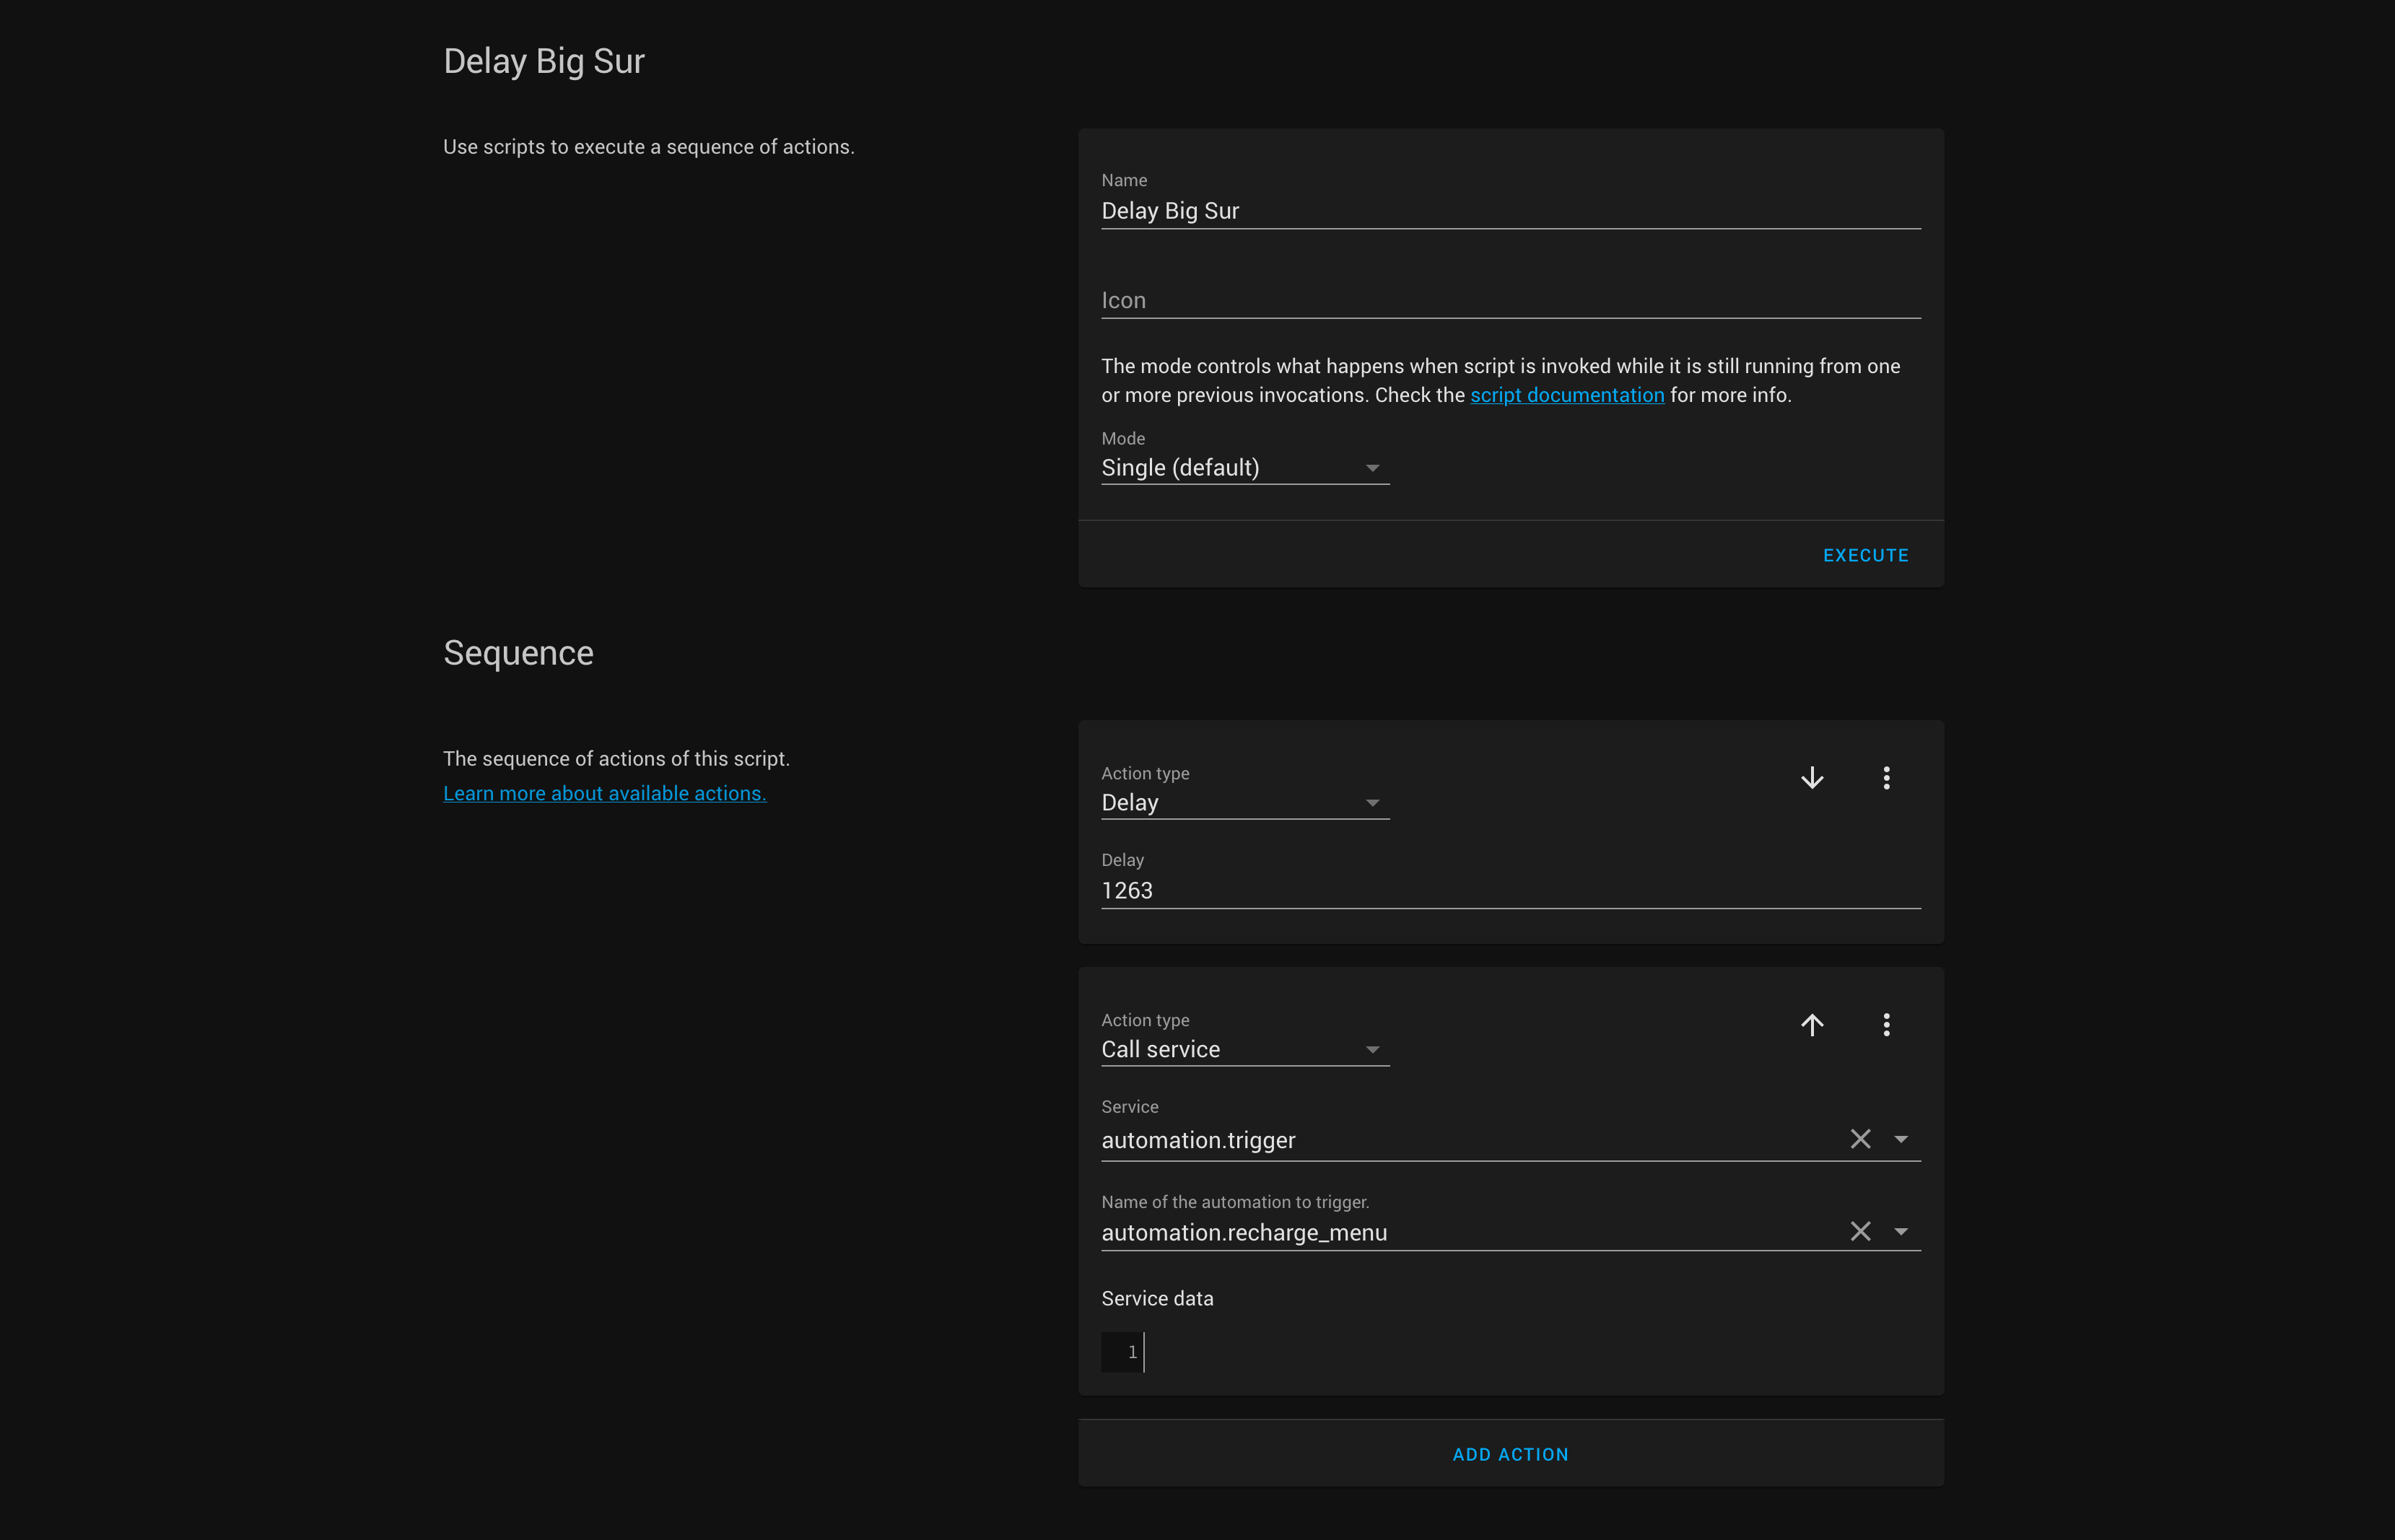 Delay Big Sur
Use scripts to execute a sequence of actions.
Name
Delay Big Sur
Icon
The mode controls what happens when script is invoked while it is still running from one
or more previous invocations. Check the script documentation for more info.
Mode
Single (default)
EXECUTE
Sequence
The sequence of actions of this script.
Learn more about available actions.
Action type
Delay
Delay
1263
Action type
Call service
Service
automation.trigger
Name of the automation to trigger.
automation.recharge_menu
Service data
1
ADD ACTION